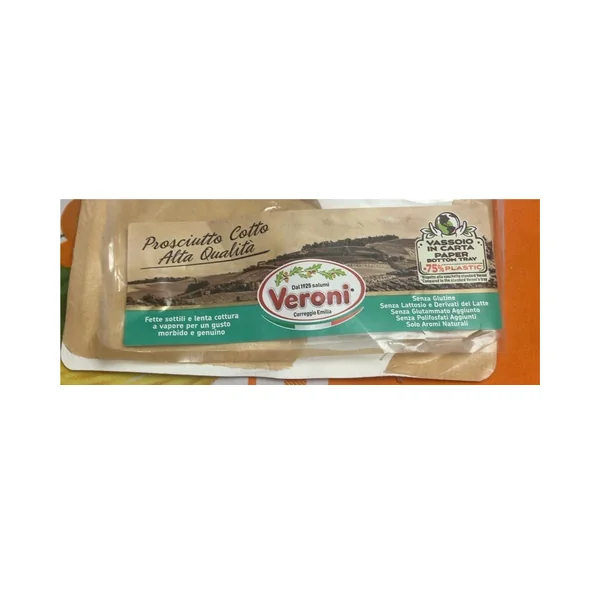 Prosciutto Cotto
Alta Qualità
VASSOIO
IN CARTA
PAPER
BOTTOM TRAY
-75% PLASTIC
Dal 1925 salumi
Veroni
Correggio Emilia
Fette sottili e lenta cottura
a vapore per un gusto
morbido e genuino
Senza Glutine
Senza Lattosio e Derivati del Latte
Senza Glutammato Aggiunto
Senza Polifosfati Aggiunti
Solo Aromi Naturali